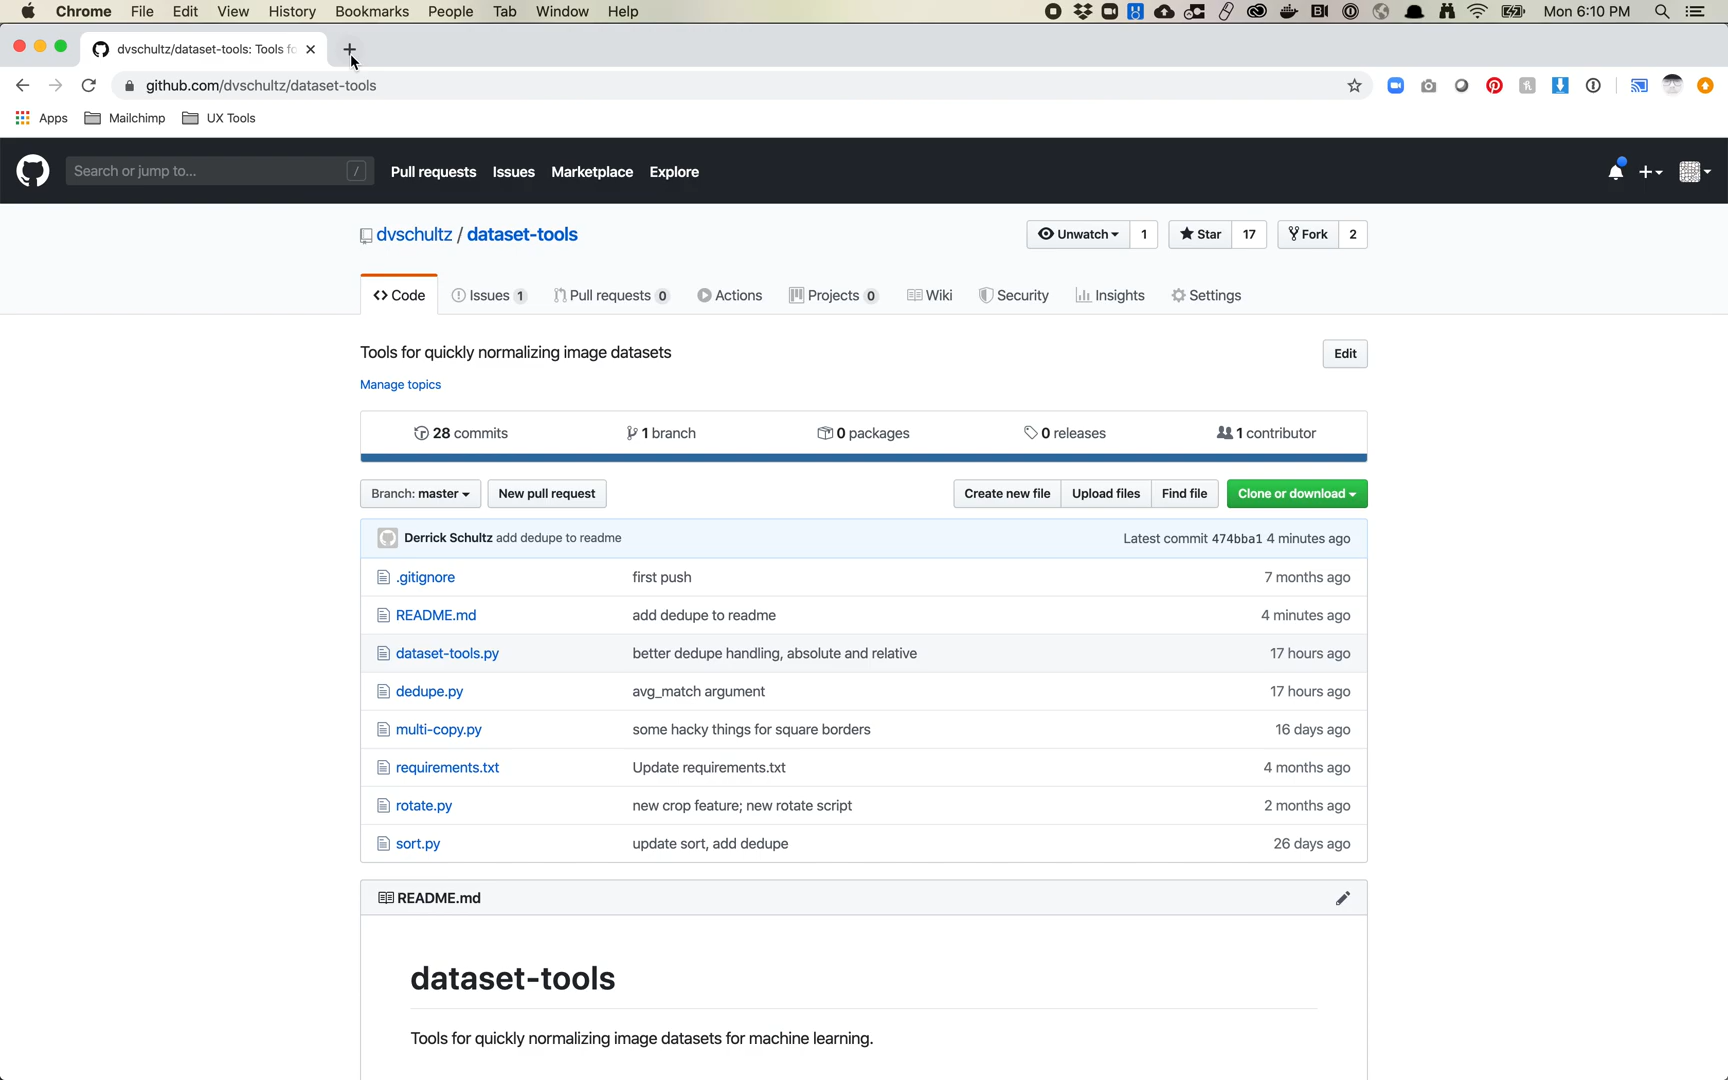 Chrome File Edit View History Bookmarks People Tab Window Help Mon 6:10 PM
dvschultz/dataset-tools: Tools fo
github.com/dvschultz/dataset-tools
Apps Mailchimp UX Tools
Search or jump to... / Pull requests Issues Marketplace Explore
dvschultz / dataset-tools Unwatch 1 Star 17 Fork 2
Code Issues 1 Pull requests 0 Actions Projects 0 Wiki Security Insights Settings
Tools for quickly normalizing image datasets Edit
Manage topics
28 commits 1 branch 0 packages 0 releases 1 contributor
Branch: master New pull request Create new file Upload files Find file Clone or download
Derrick Schultz add dedupe to readme Latest commit 474bba1 4 minutes ago
.gitignore first push 7 months ago
README.md add dedupe to readme 4 minutes ago
dataset-tools.py better dedupe handling, absolute and relative 17 hours ago
dedupe.py avg_match argument 17 hours ago
multi-copy.py some hacky things for square borders 16 days ago
requirements.txt Update requirements.txt 4 months ago
rotate.py new crop feature; new rotate script 2 months ago
sort.py update sort, add dedupe 26 days ago
README.md
dataset-tools
Tools for quickly normalizing image datasets for machine learning.